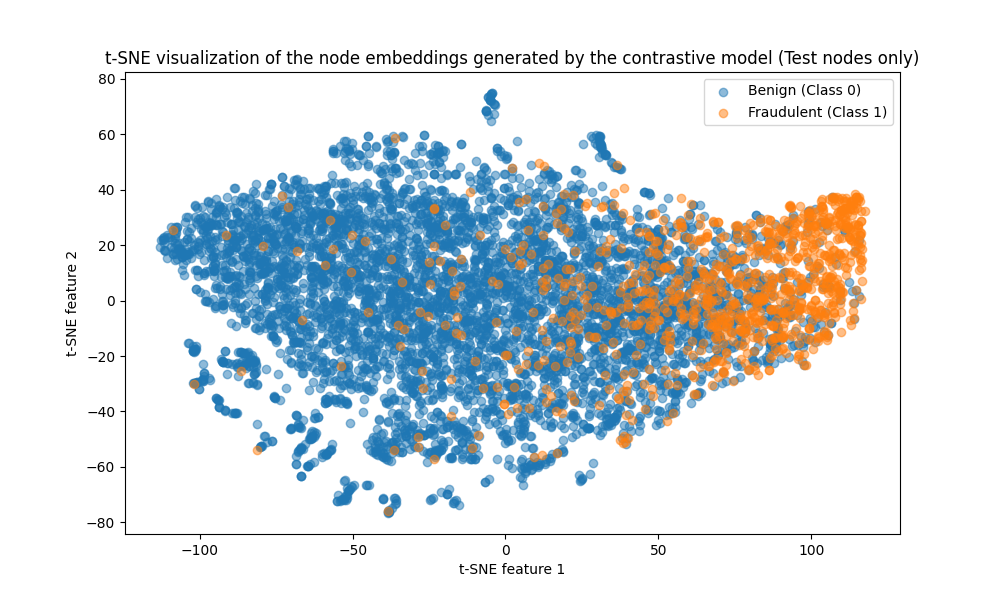 t-SNE visualization of the node embeddings generated by the contrastive model (Test nodes only)
Benign (Class 0)
Fraudulent (Class 1)
80
60
40
20
0
−20
−40
−60
−80
t-SNE feature 2
−100
−50
0
50
100
t-SNE feature 1